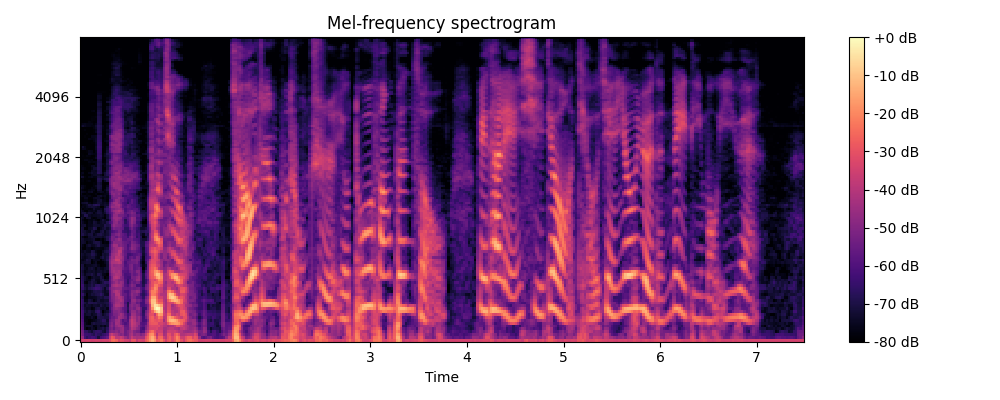 Mel-frequency spectrogram
+0 dB
4096
-10 dB
-20 dB
2048
-30 dB
Hz
1024
-40 dB
-50 dB
512
-60 dB
-70 dB
0
-80 dB
0 1 2 3 4 5 6 7
Time